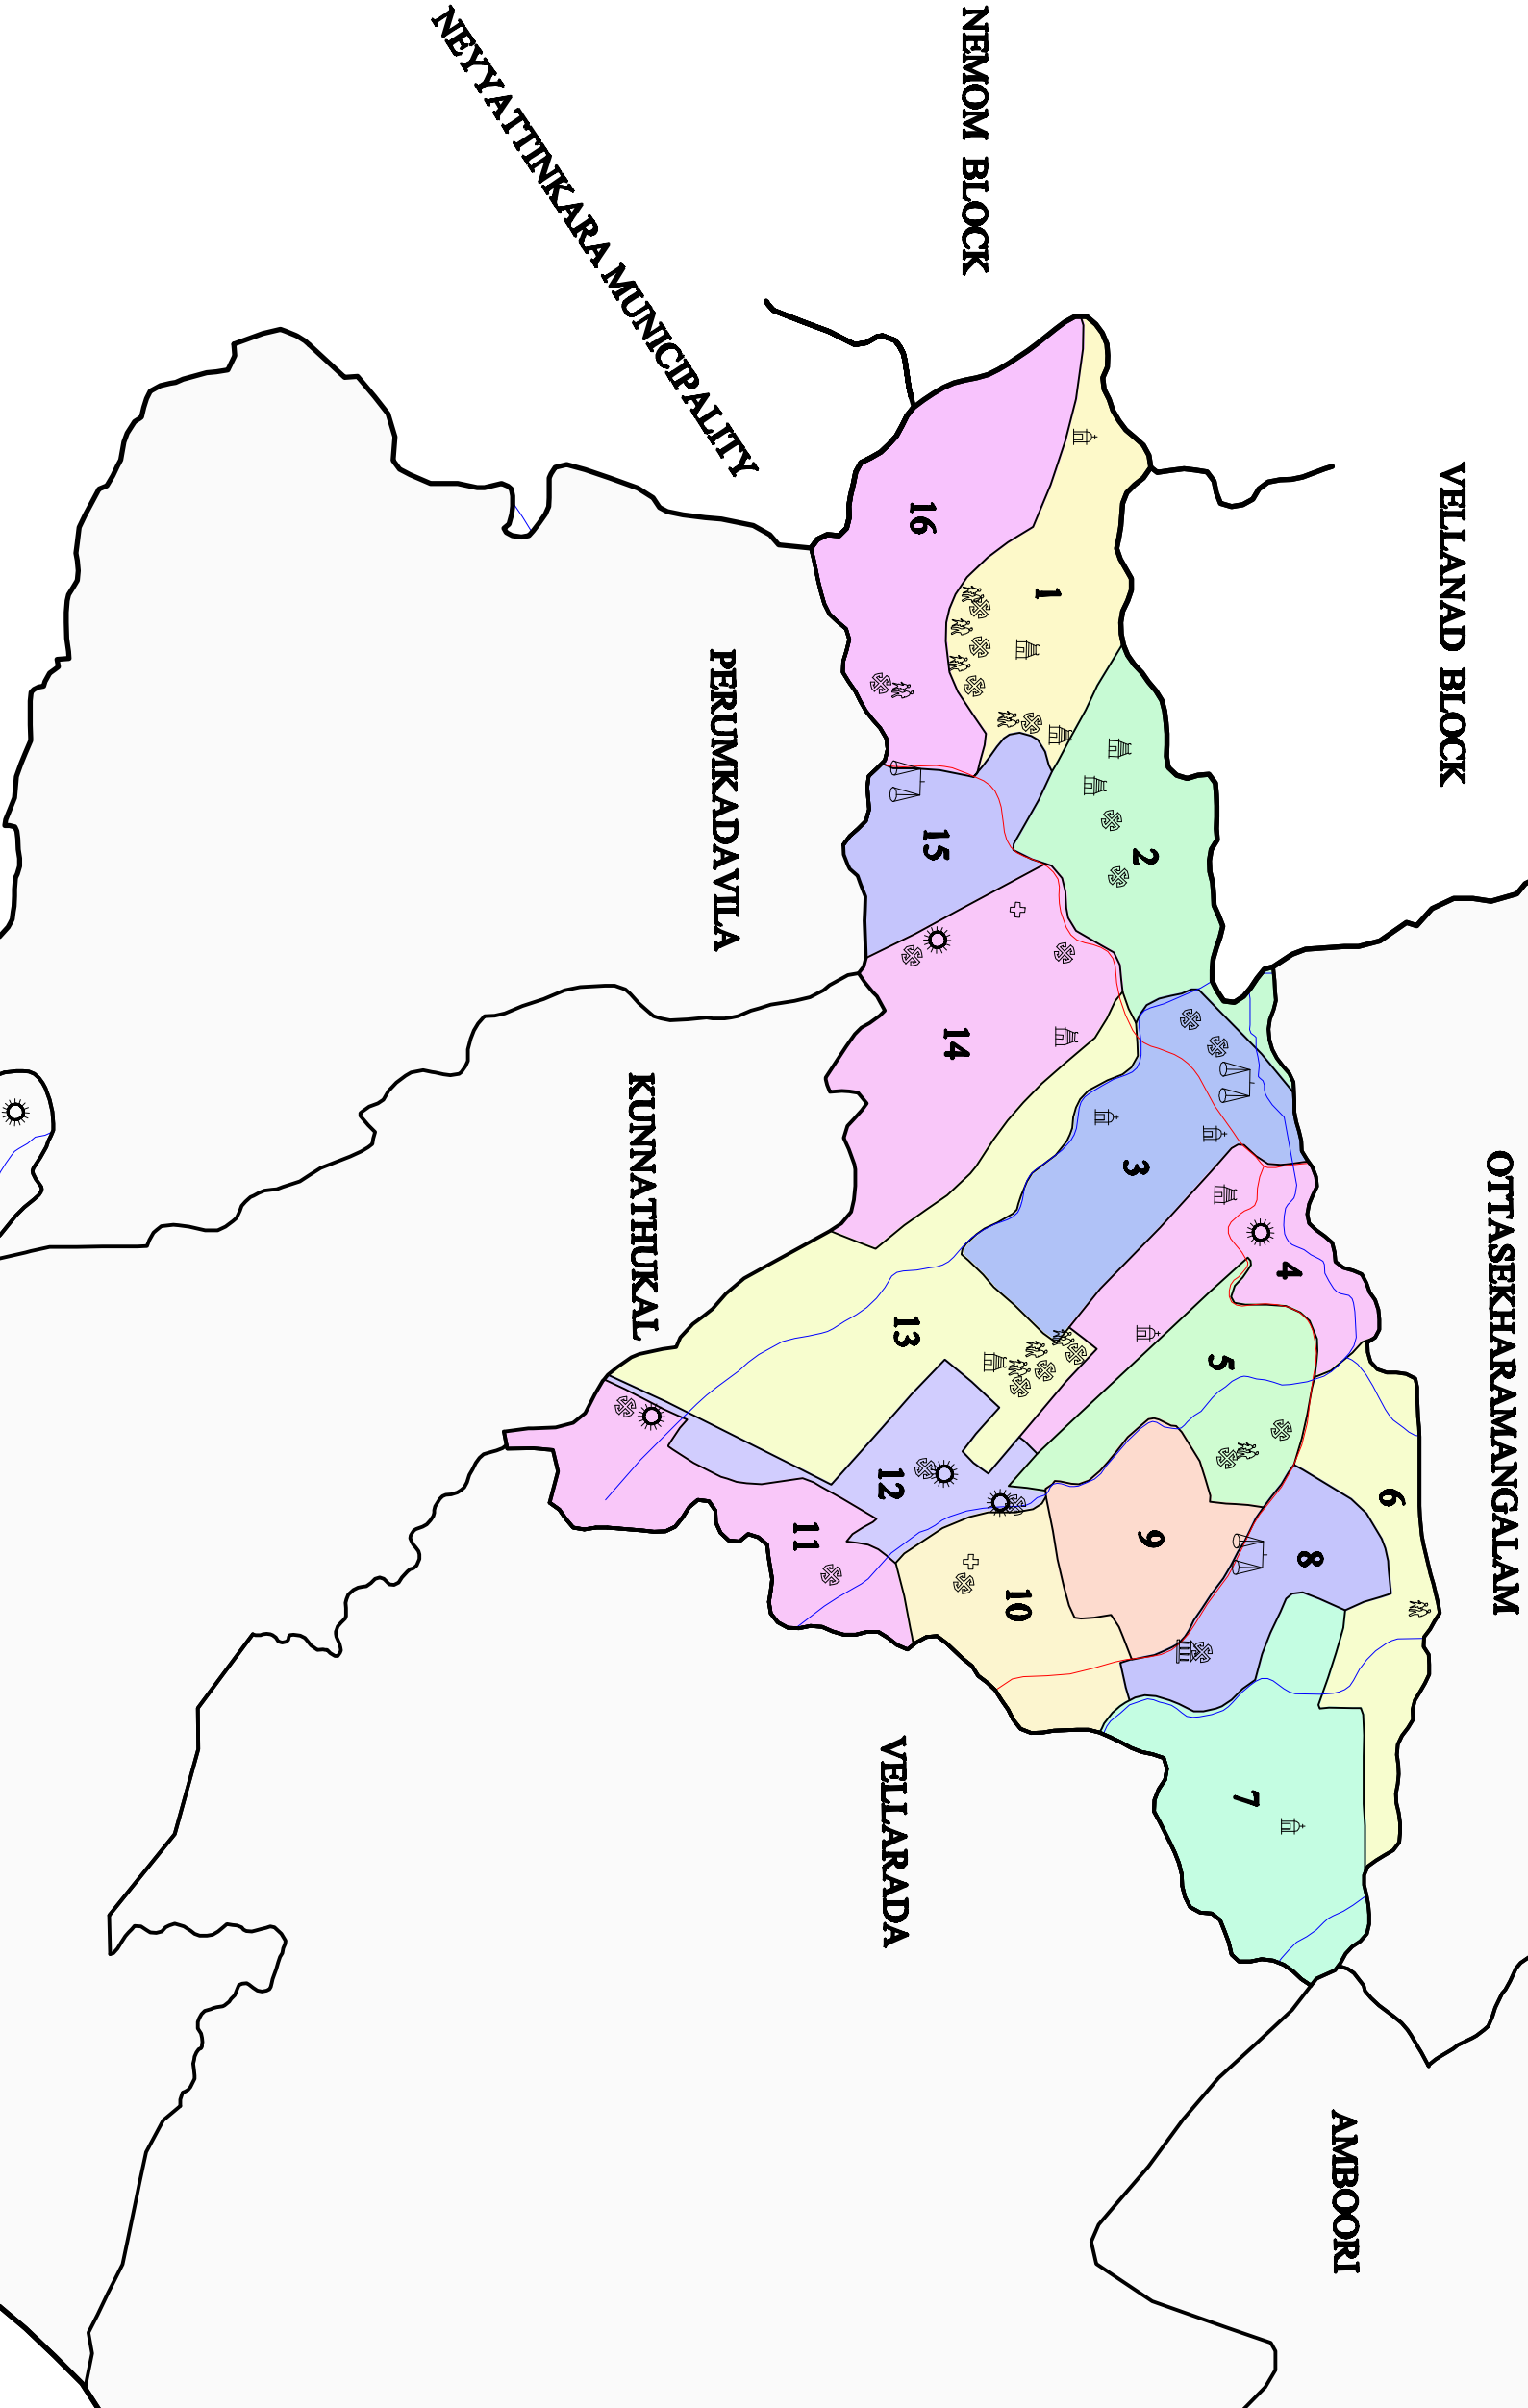 OTTASEKHARAMANGALAM
VELLANAD BLOCK
AMBOORI
6
8
4
7
5
9
2
3
1
10
NEMOM BLOCK
14
15
16
13
12
VELLARADA
11
PERUMKADAVILA
NEYYATTINKARA MUNICIPALITY
KUNNATHUKAL